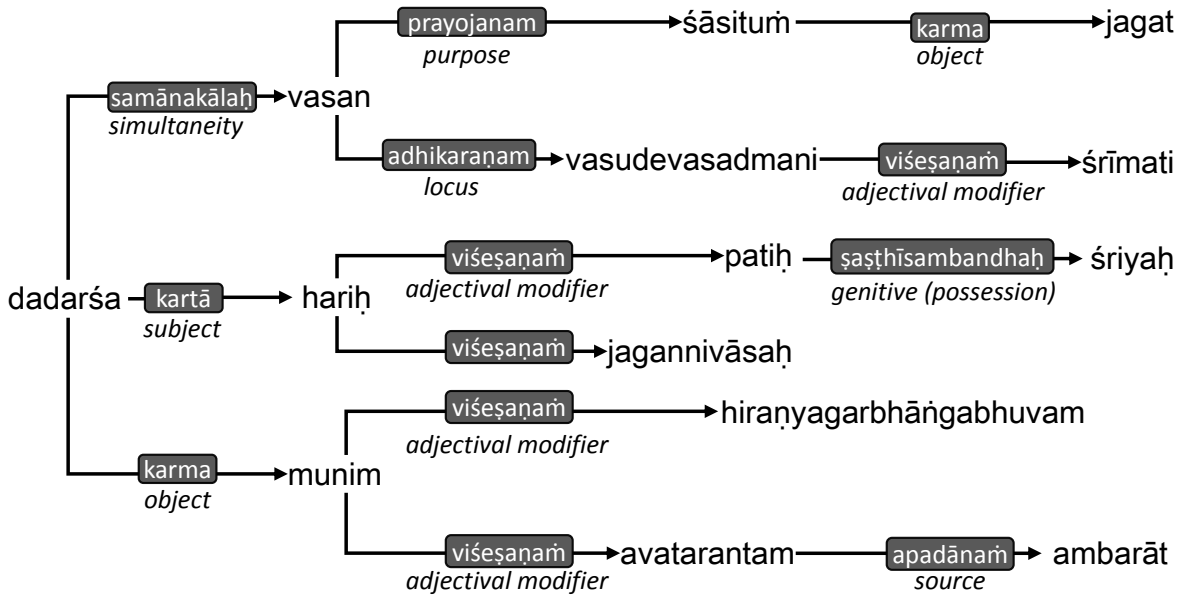 prayojanam śāsituṁ karma jagat
purpose object
samānakālaḥ vasan
simultaneity
adhikaraṇam vasudevasadmani viśeṣaṇaṁ śrīmati
locus adjectival modifier
viśeṣaṇaṁ patiḥ ṣaṣṭhīsambandhaḥ śriyaḥ
adjectival modifier genitive (possession)
dadarśa kartā hariḥ
subject
viśeṣaṇaṁ jagannivāsaḥ
viśeṣaṇaṁ hiraṇyagarbhāṅgabhuvam
adjectival modifier
karma munim
object
viśeṣaṇaṁ avatarantam apadānaṁ ambarāt
adjectival modifier source